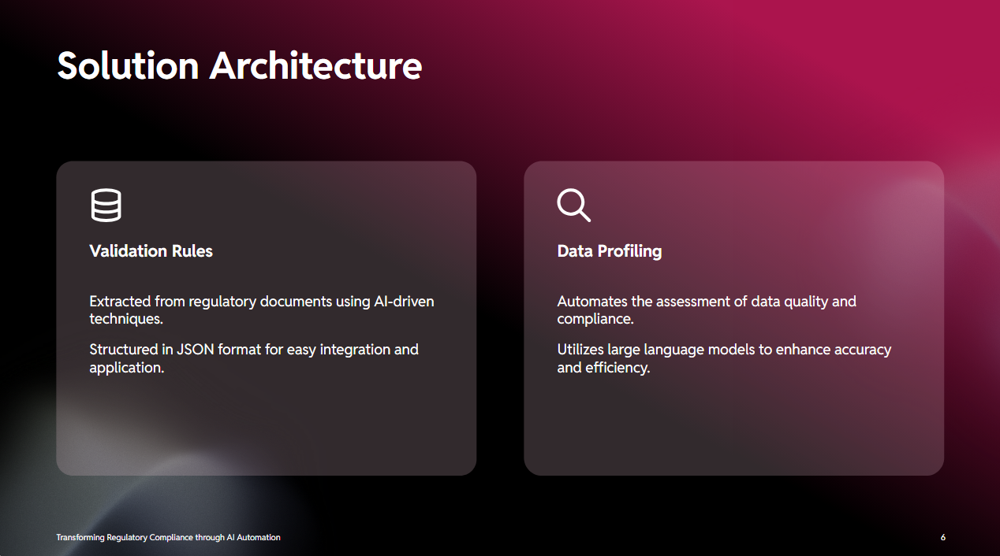 Solution Architecture
Validation Rules
Extracted from regulatory documents using AI-driven
techniques.
Structured in JSON format for easy integration and
application.
Data Profiling
Automates the assessment of data quality and
compliance.
Utilizes large language models to enhance accuracy
and efficiency.
Transforming Regulatory Compliance through AI Automation
6